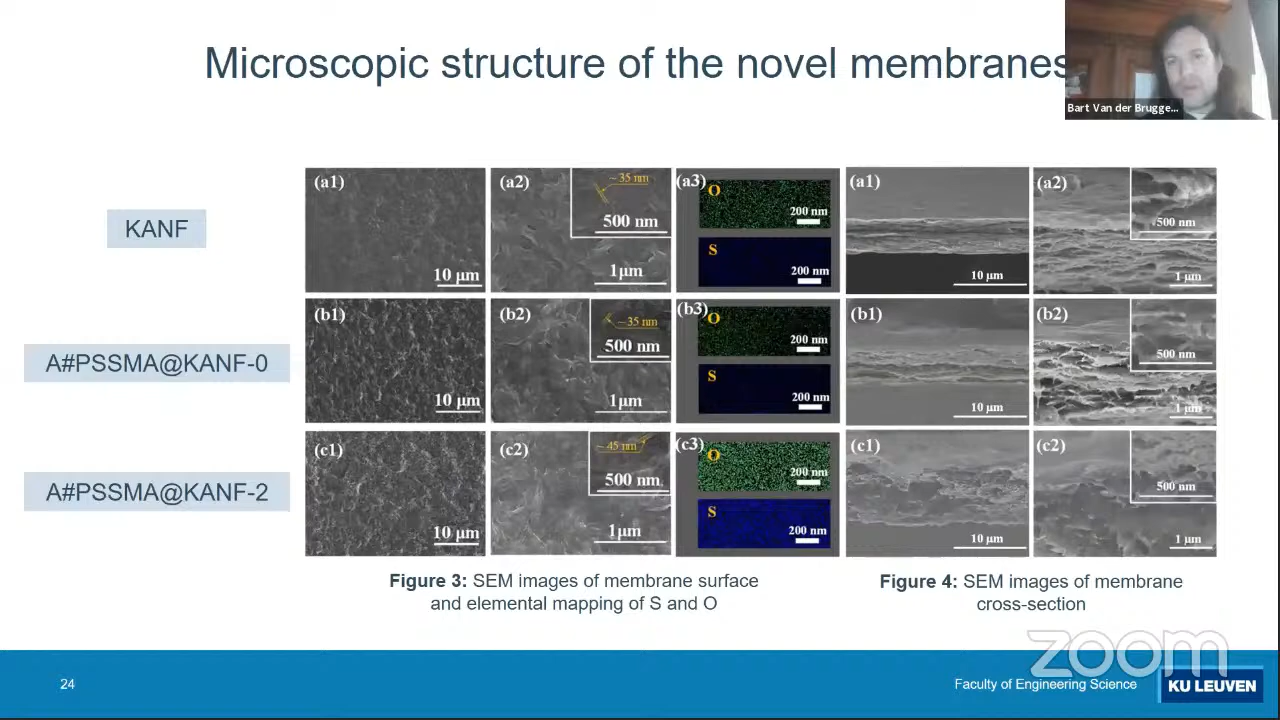 Microscopic structure of the novel membranes
Bart Van der Brugge...
KANF
(a1)
10 µm
(a2)
~35 nm
500 nm
1µm
(a3)
O
200 nm
S
200 nm
(a1)
10 µm
(a2)
500 nm
1 µm
A#PSSMA@KANF-0
(b1)
10 µm
(b2)
~35 nm
500 nm
1µm
(b3)
O
200 nm
S
200 nm
(b1)
10 µm
(b2)
500 nm
1 µm
A#PSSMA@KANF-2
(c1)
10 µm
(c2)
~45 nm
500 nm
1µm
(c3)
O
200 nm
S
200 nm
(c1)
10 µm
(c2)
500 nm
1 µm
Figure 3: SEM images of membrane surface
and elemental mapping of S and O
Figure 4: SEM images of membrane
cross-section
zoom
24
Faculty of Engineering Science
KU LEUVEN